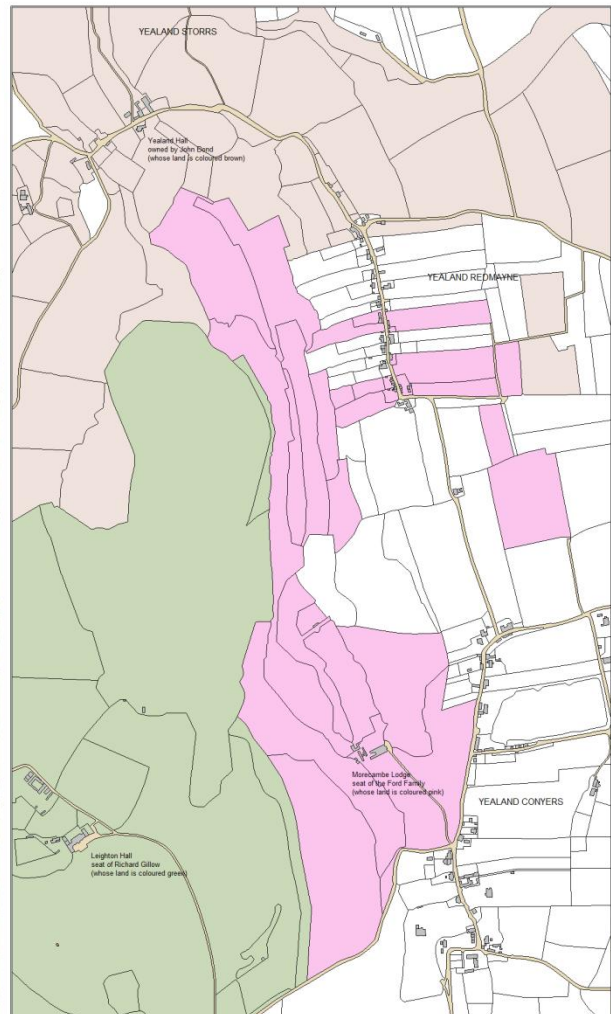 YEALAND STORRS
Yealand Hall
owned by John Bond
(whose land is coloured brown)
YEALAND REDMAYNE
Morecambe Lodge
seat of the Ford Family
(whose land is coloured pink)
YEALAND CONYERS
Leighton Hall
seat of Richard Gillow
(whose land is coloured green)